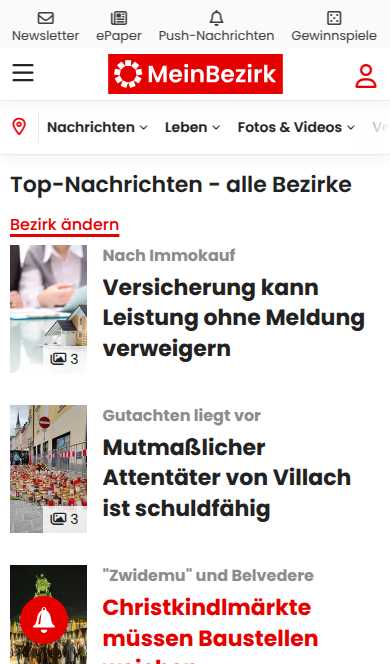 Newsletter ePaper Push-Nachrichten Gewinnspiele
MeinBezirk
Nachrichten Leben Fotos & Videos
Top-Nachrichten - alle Bezirke
Bezirk ändern
Nach Immokauf
Versicherung kann
Leistung ohne Meldung
verweigern
3
Gutachten liegt vor
Mutmaßlicher
Attentäter von Villach
ist schuldfähig
3
"Zwidemu" und Belvedere
Christkindlmärkte
müssen Baustellen